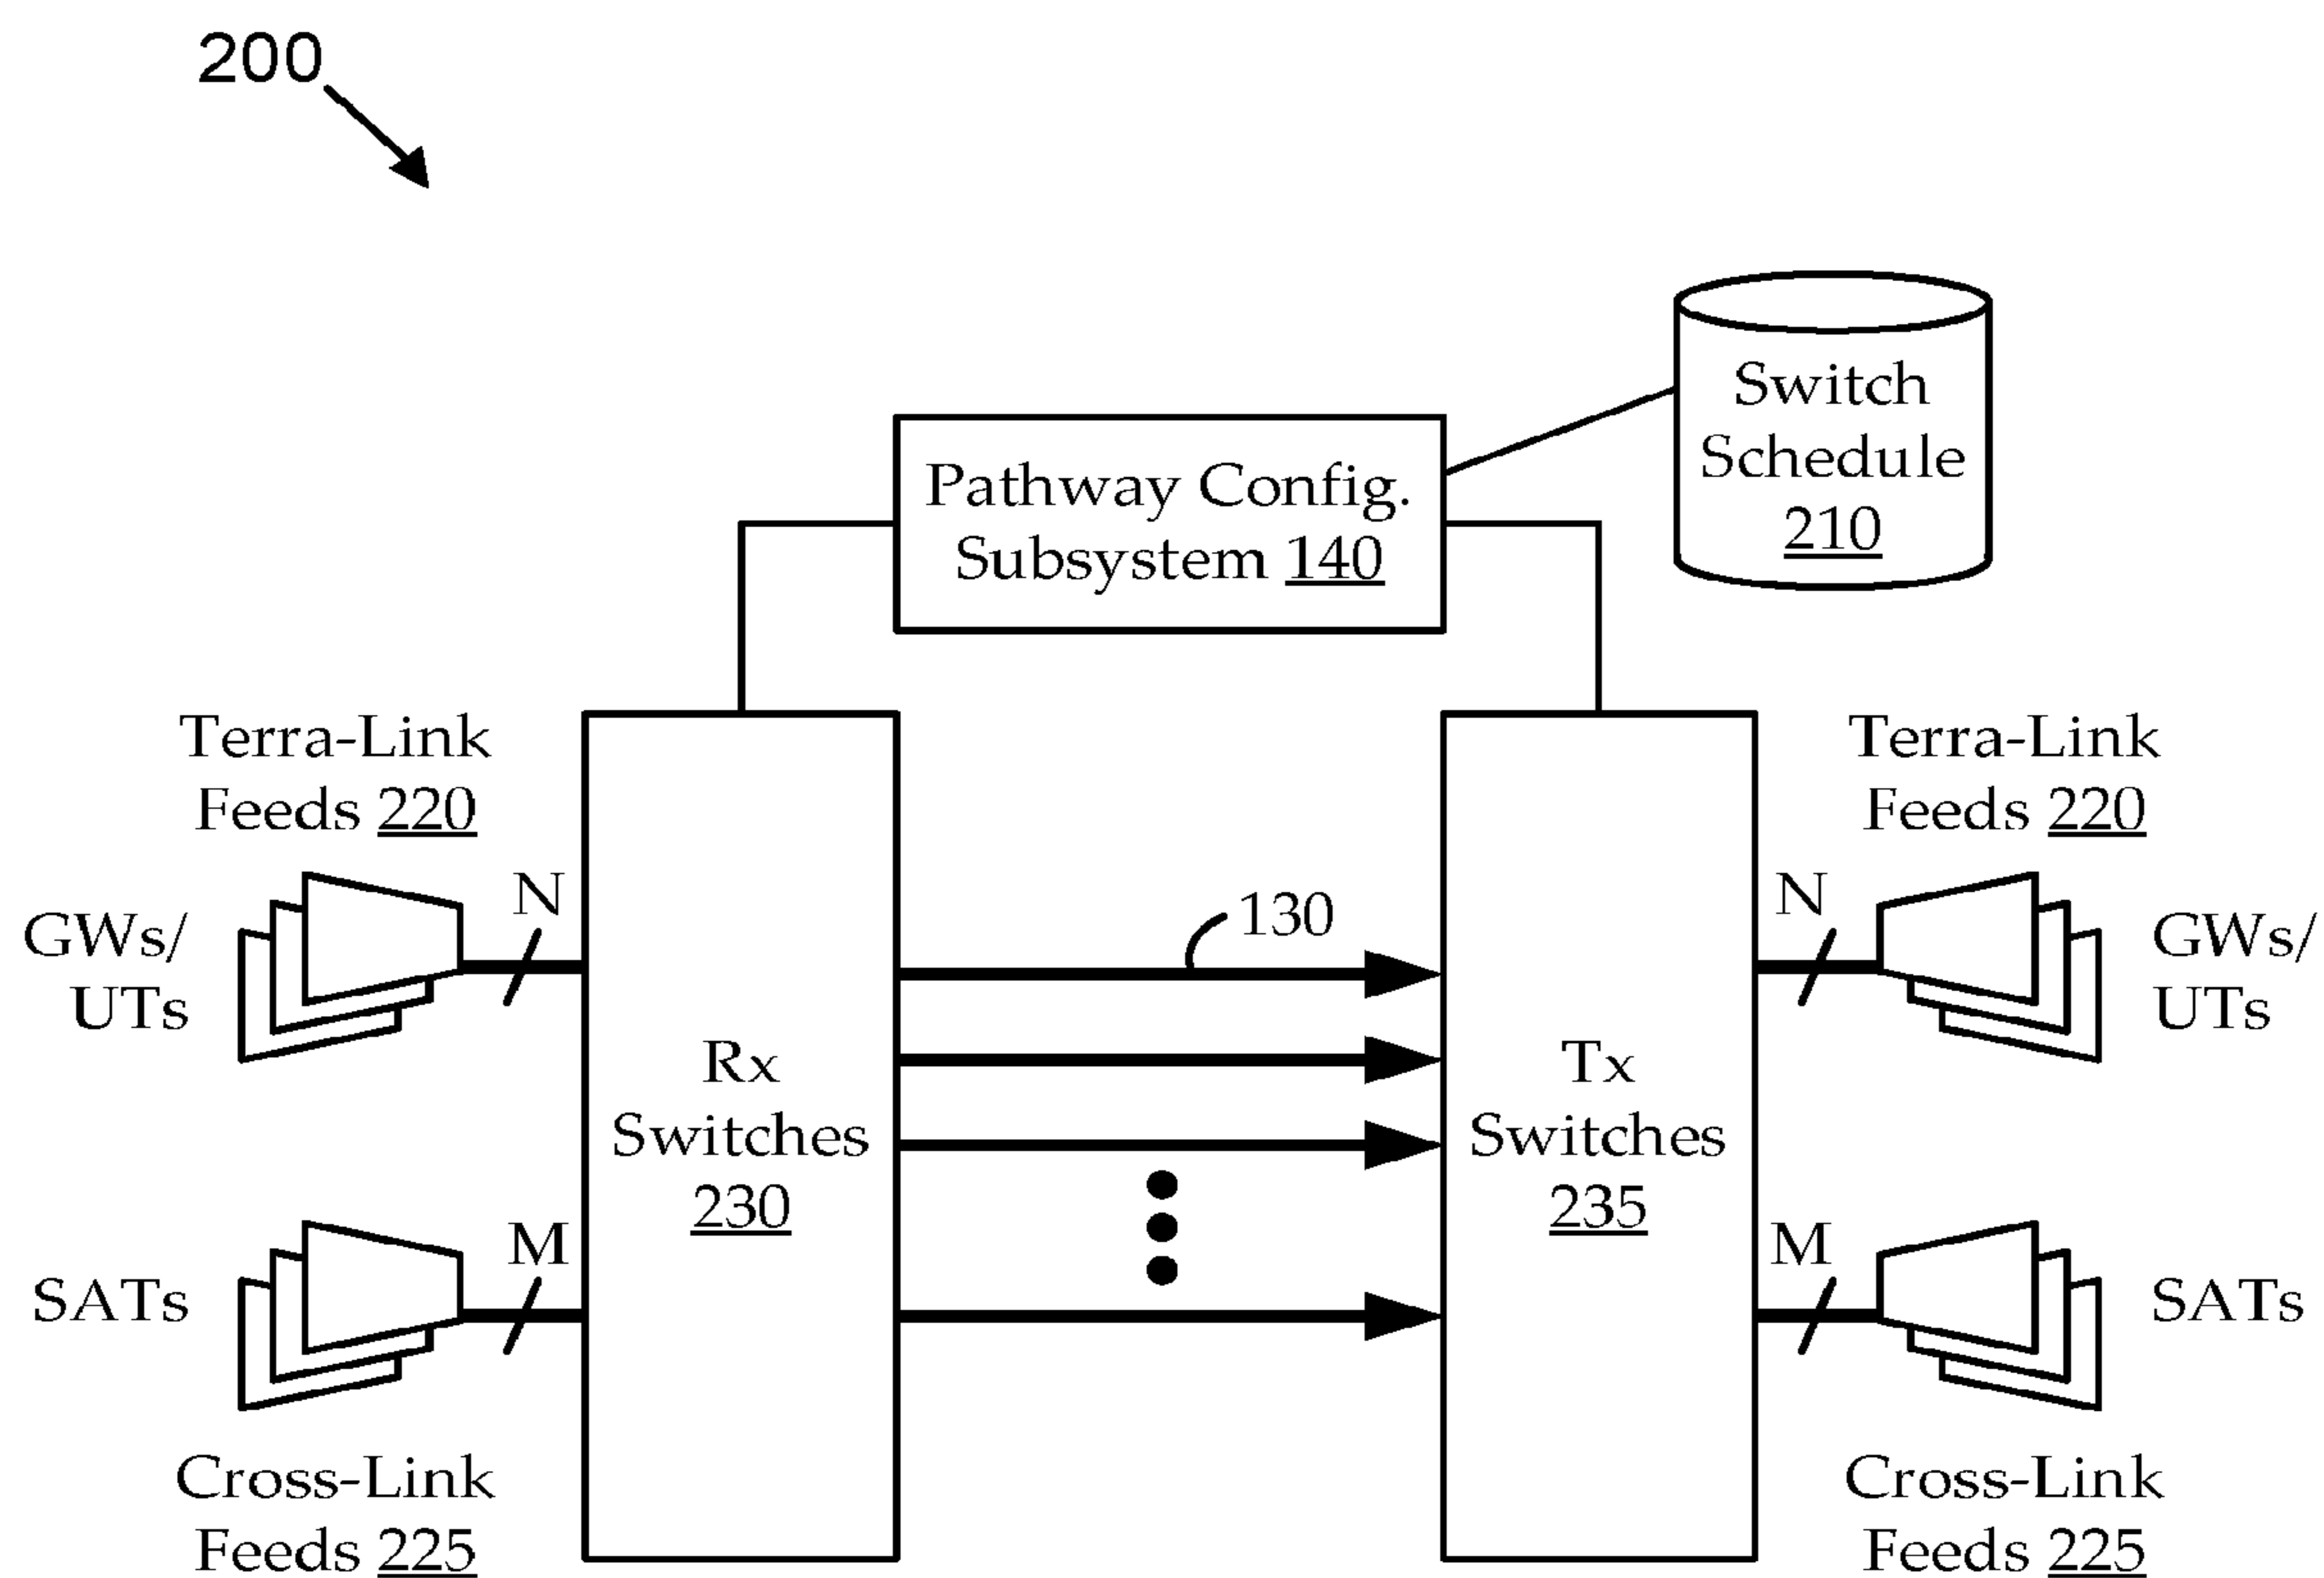 200
Switch
Schedule
210
Pathway Config.
Subsystem 140
Terra-Link
Feeds 220
Terra-Link
Feeds 220
N
130
N
GWs/
UTs
GWs/
UTs
Rx
Switches
230
Tx
Switches
235
M
M
SATs
SATs
Cross-Link
Feeds 225
Cross-Link
Feeds 225